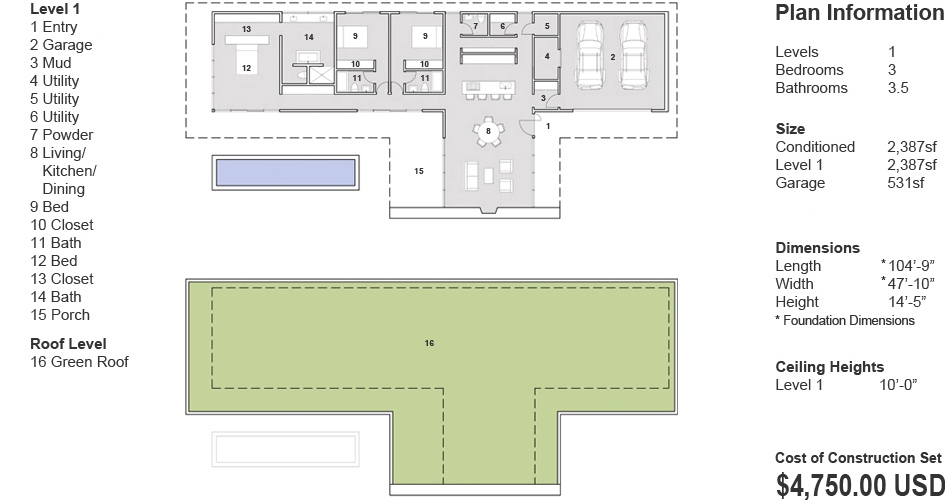 Level 1
1 Entry
2 Garage
3 Mud
4 Utility
5 Utility
6 Utility
7 Powder
8 Living/
Kitchen/
Dining
9 Bed
10 Closet
11 Bath
12 Bed
13 Closet
14 Bath
15 Porch
Roof Level
16 Green Roof
13
14
9
9
7
6
5
12
10
10
4
2
11
11
3
8
1
15
16
Plan Information
Levels 1
Bedrooms 3
Bathrooms 3.5
Size
Conditioned 2,387sf
Level 1 2,387sf
Garage 531sf
Dimensions
Length *104'-9"
Width *47'-10"
Height 14'-5"
* Foundation Dimensions
Ceiling Heights
Level 1 10'-0"
Cost of Construction Set
$4,750.00 USD